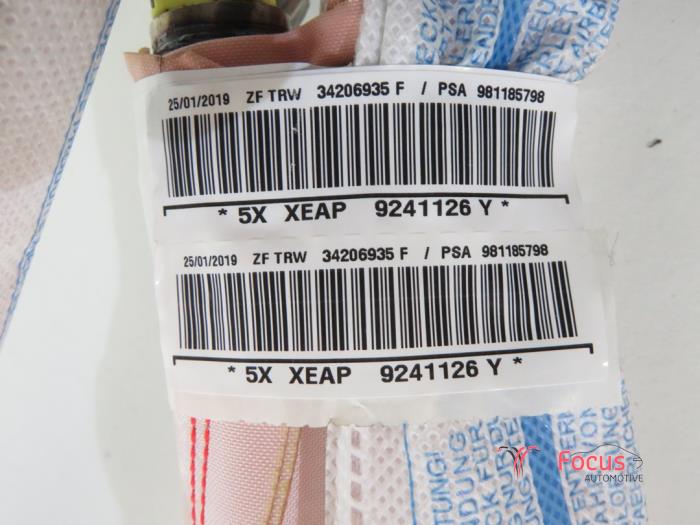 25/01/2019 ZF TRW 34206935 F / PSA 981185798
* 5X XEAP 9241126 Y *
25/01/2019 ZF TRW 34206935 F / PSA 981185798
* 5X XEAP 9241126 Y *
Focus
AUTOMOTIVE